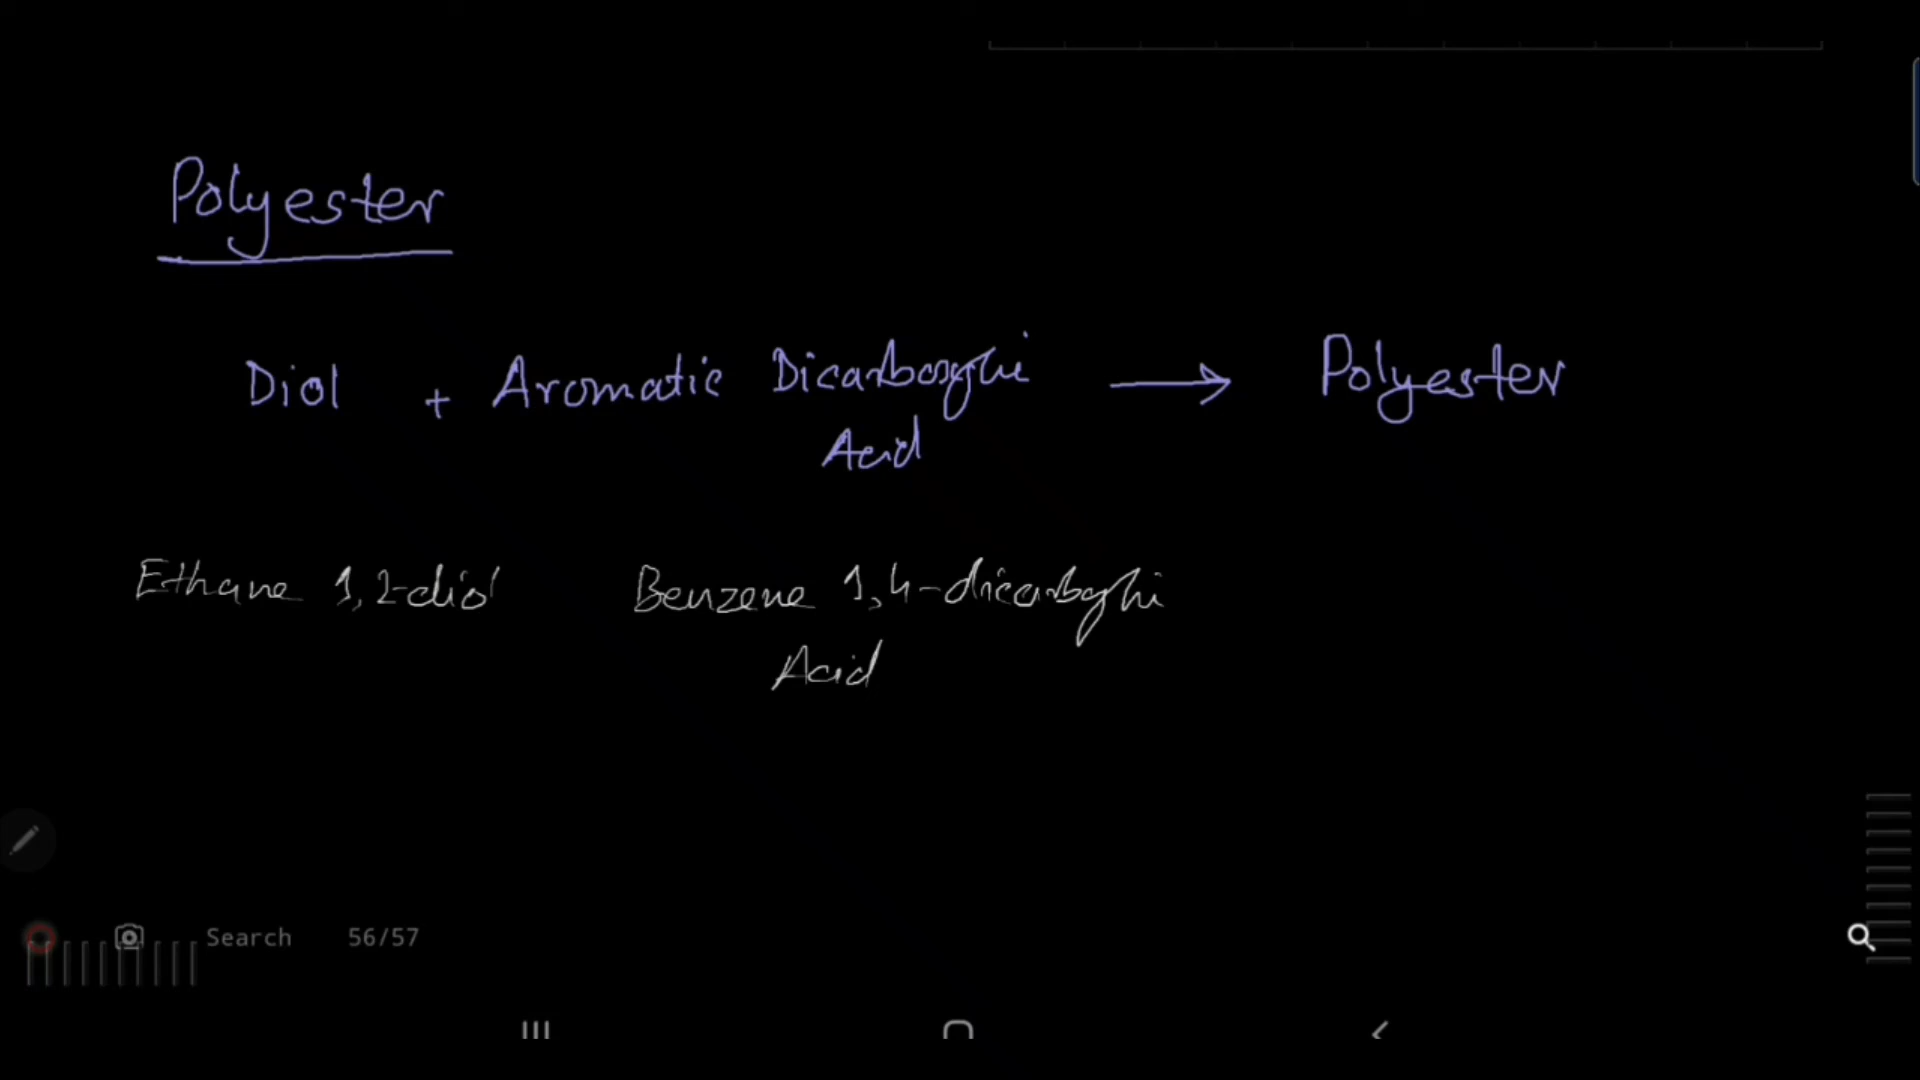 Polyester
Diol + Aromatic Dicarboxylic → Polyester
Acid
Ethane 1,2-diol Benzene 1,4-dicarboxylic
Acid
Search 56/57